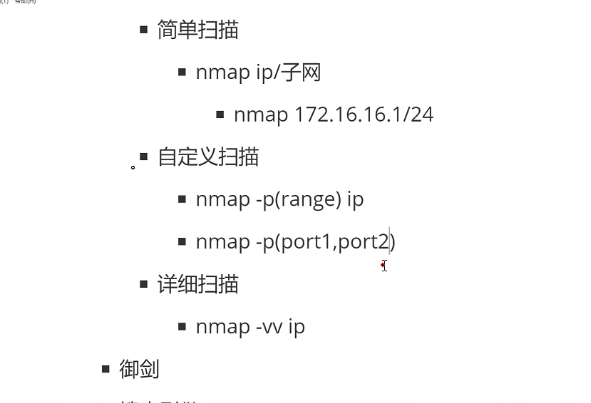 简单扫描
nmap ip/子网
nmap 172.16.16.1/24
自定义扫描
nmap -p(range) ip
nmap -p(port1,port2)
详细扫描
nmap -vv ip
御剑